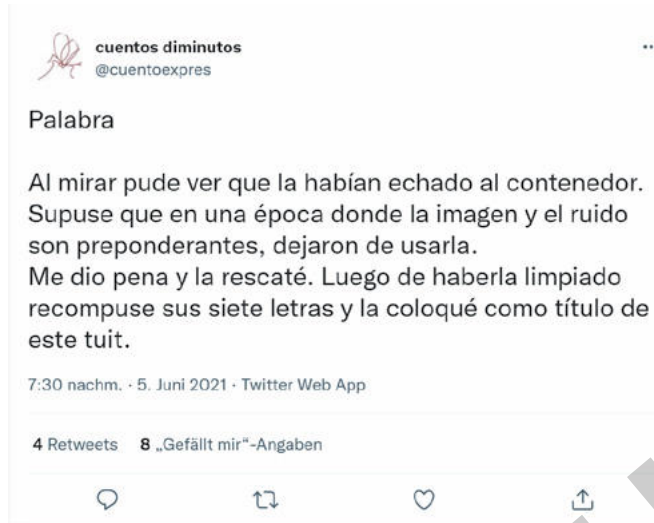 cuentos diminutos
@cuentoexpres
Palabra
Al mirar pude ver que la habían echado al contenedor.
Supuse que en una época donde la imagen y el ruido
son preponderantes, dejaron de usarla.
Me dio pena y la rescaté. Luego de haberla limpiado
recompuse sus siete letras y la coloqué como título de
este tuit.
7:30 nachm. · 5. Juni 2021 · Twitter Web App
4 Retweets 8 „Gefällt mir“-Angaben